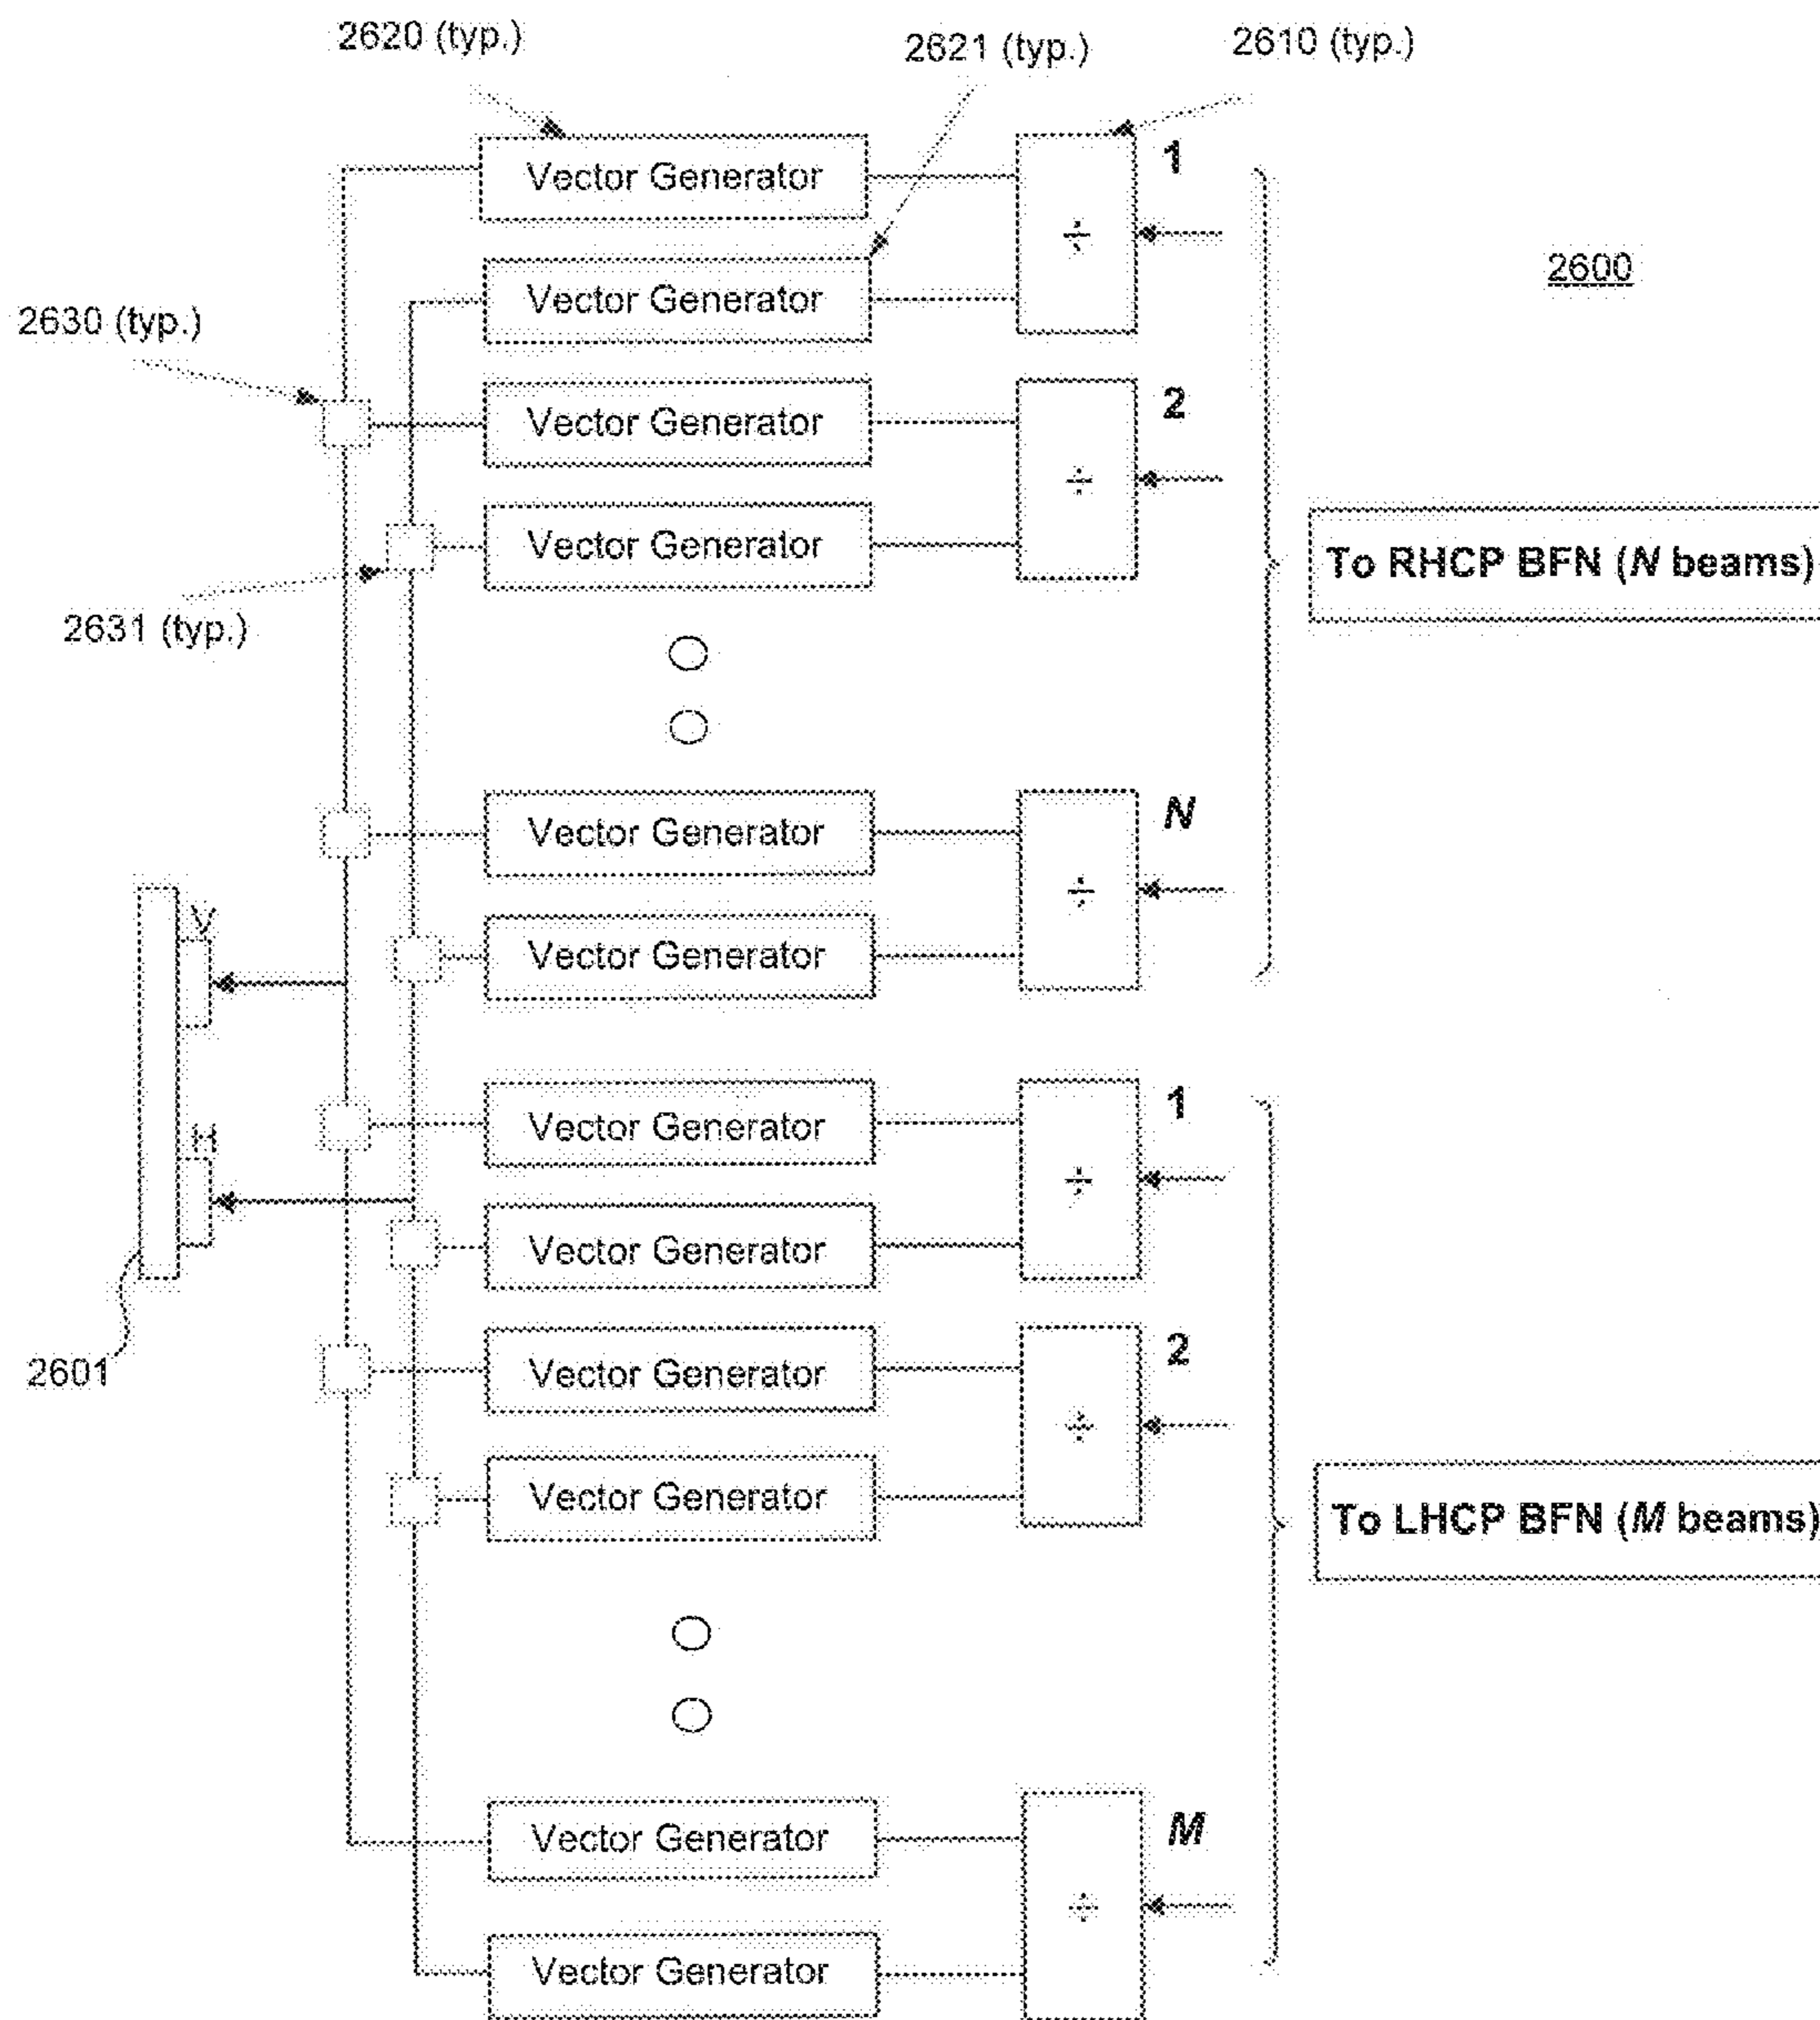 2620 (typ.)
2621 (typ.)
2610 (typ.)
Vector Generator
1
÷
2600
Vector Generator
2630 (typ.)
Vector Generator
2
÷
Vector Generator
To RHCP BFN (N beams)
2631 (typ.)
Vector Generator
N
÷
V
Vector Generator
Vector Generator
1
H
÷
Vector Generator
Vector Generator
2
2601
÷
Vector Generator
To LHCP BFN (M beams)
Vector Generator
M
÷
Vector Generator